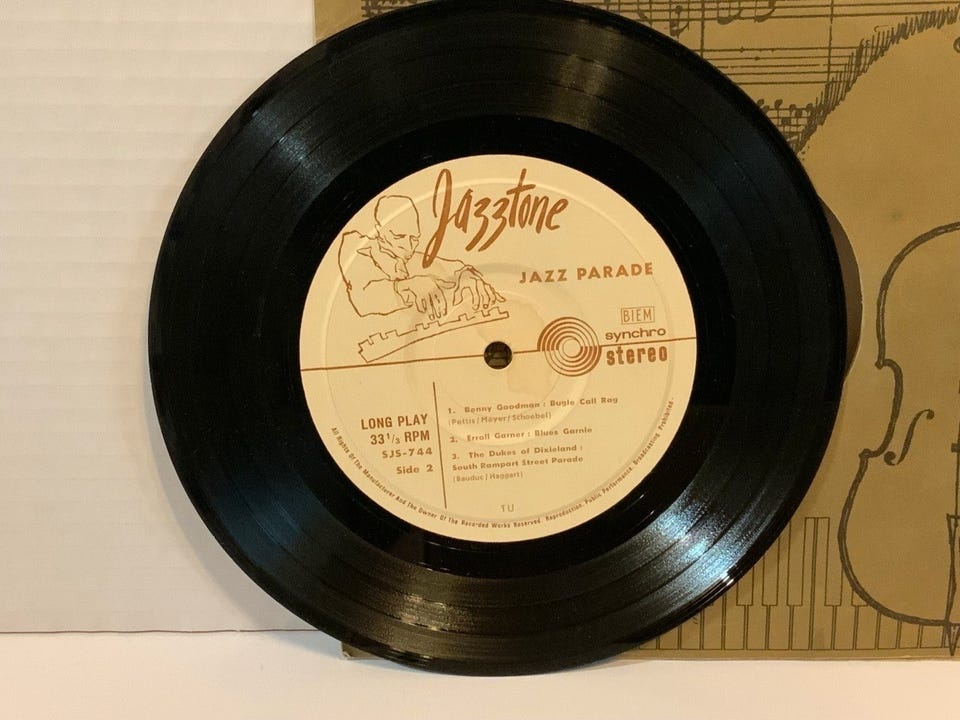 Jazztone
JAZZ PARADE
BIEM
synchro
stereo
LONG PLAY
33 1/3 RPM
SJS-744
Side 2
1. Benny Goodman : Bugle Call Rag
(Pettis/Meyer/Schoebel)
2. Erroll Garner : Blues Garnie
3. The Dukes of Dixieland :
South Rampart Street Parade
(Bauduc/Haggart)
TU
All Rights Of The Manufacturer And The Owner Of The Recorded Works Reserved. Reproduction, Public Performance, Broadcasting Prohibited.